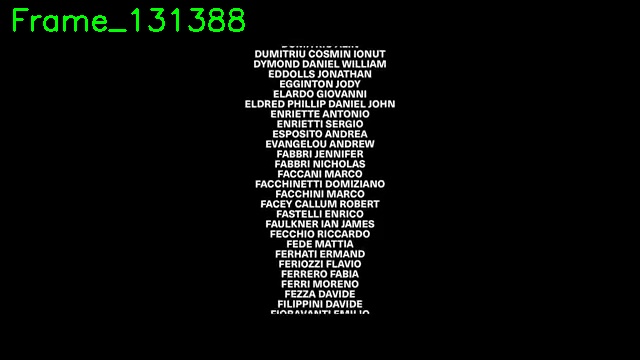 Frame_131388
DUMITRIU COSMIN IONUT
DYMOND DANIEL WILLIAM
EDDOLLS JONATHAN
EGGINTON JODY
ELARDO GIOVANNI
ELDRED PHILLIP DANIEL JOHN
ENRIETTE ANTONIO
ENRIETTI SERGIO
ESPOSITO ANDREA
EVANGELOU ANDREW
FABBRI JENNIFER
FABBRI NICHOLAS
FACCANI MARCO
FACCHINETTI DOMIZIANO
FACCHINI MARCO
FACEY CALLUM ROBERT
FASTELLI ENRICO
FAULKNER IAN JAMES
FECCHIO RICCARDO
FEDE MATTIA
FERHATI ERMAND
FERIOZZI FLAVIO
FERRERO FABIA
FERRI MORENO
FEZZA DAVIDE
FILIPPINI DAVIDE
FIORAVANTI EMILIO